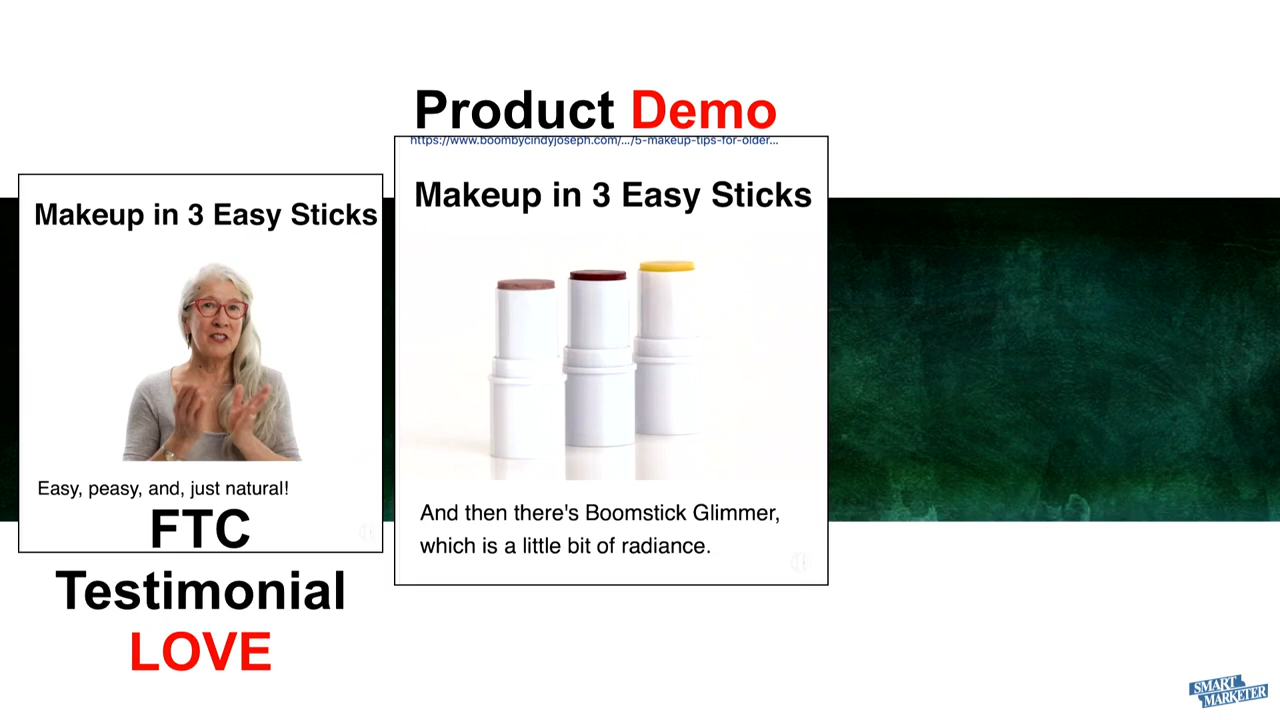 Product Demo
https://www.boombycindyjoseph.com/.../5-makeup-tips-for-older...
Makeup in 3 Easy Sticks
And then there's Boomstick Glimmer,
which is a little bit of radiance.
Makeup in 3 Easy Sticks
Easy, peasy, and, just natural!
FTC
Testimonial
LOVE
SMART
MARKETER